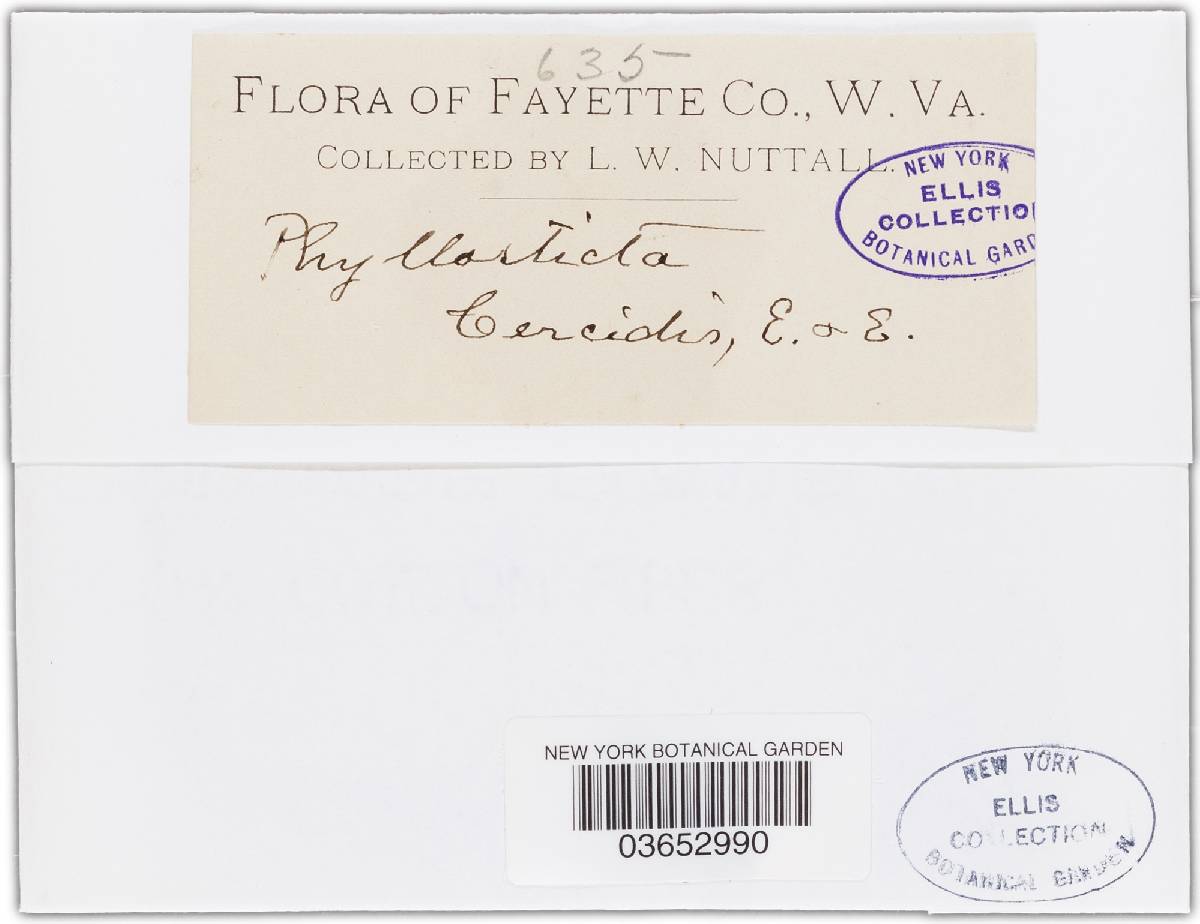 635
FLORA OF FAYETTE CO., W. VA.
COLLECTED BY L. W. NUTTALL.
NEW YORK
ELLIS
COLLECTIO
BOTANICAL GARD
Phyllosticta
Cercidis, E. & E.
NEW YORK BOTANICAL GARDEN
03652990
NEW YORK
ELLIS
COLLECTION
BOTANICAL GARDEN